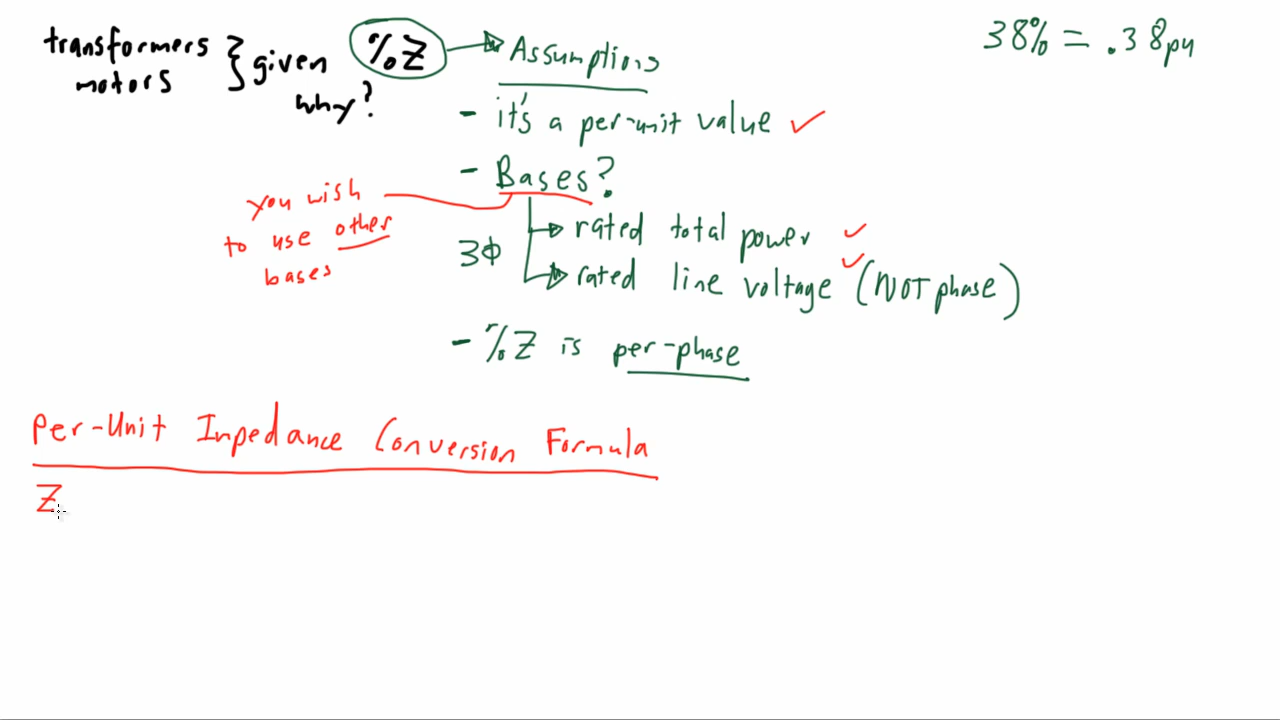 transformers
motors
} given
why?
%Z
Assumptions
38% = .38pu
- it's a per-unit value ✓
- Bases?
you wish
to use other
bases
3Φ
rated total power ✓
rated line voltage ✓ (NOT phase)
- %Z is per-phase
Per-Unit Impedance Conversion Formula
Z